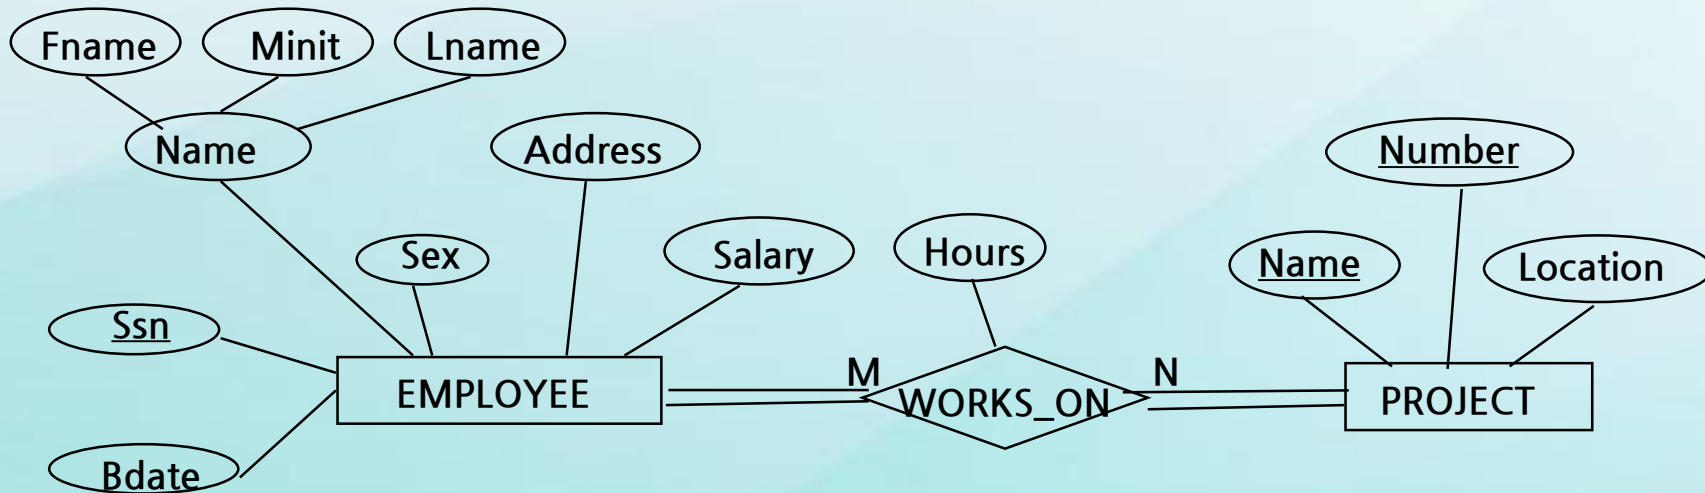 Fname Minit Lname
Name Address Number
Sex Salary Hours Name Location
Ssn
EMPLOYEE M WORKS_ON N PROJECT
Bdate